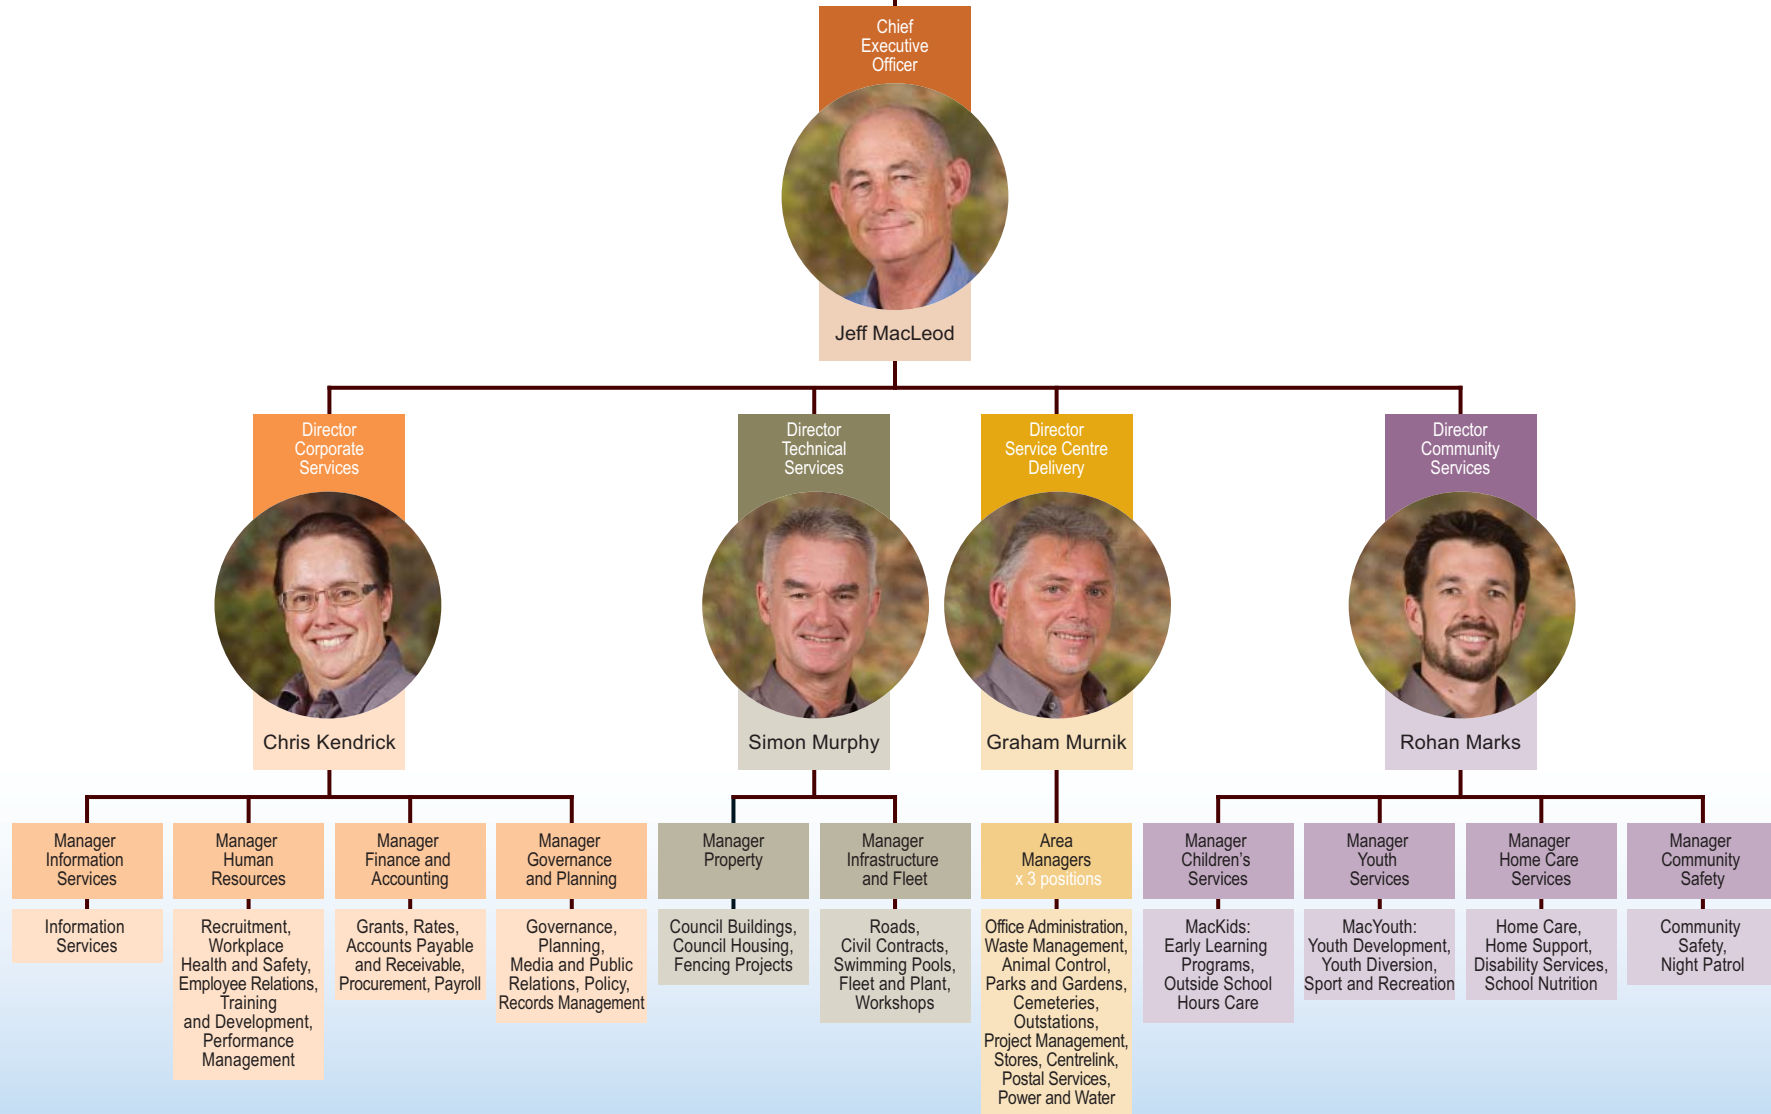 Chief
Executive
Officer
Jeff MacLeod
Director
Corporate
Services
Chris Kendrick
Director
Technical
Services
Simon Murphy
Director
Service Centre
Delivery
Graham Murnik
Director
Community
Services
Rohan Marks
Manager
Information
Services
Manager
Human
Resources
Manager
Finance and
Accounting
Manager
Governance
and Planning
Manager
Property
Manager
Infrastructure
and Fleet
Area
Managers
x 3 positions
Manager
Children's
Services
Manager
Youth
Services
Manager
Home Care
Services
Manager
Community
Safety
Information
Services
Recruitment,
Workplace
Health and Safety,
Employee Relations,
Training
and Development,
Performance
Management
Grants, Rates,
Accounts Payable
and Receivable,
Procurement, Payroll
Governance,
Planning,
Media and Public
Relations, Policy,
Records Management
Council Buildings,
Council Housing,
Fencing Projects
Roads,
Civil Contracts,
Swimming Pools,
Fleet and Plant,
Workshops
Office Administration,
Waste Management,
Animal Control,
Parks and Gardens,
Cemeteries,
Outstations,
Project Management,
Stores, Centrelink,
Postal Services,
Power and Water
MacKids:
Early Learning
Programs,
Outside School
Hours Care
MacYouth:
Youth Development,
Youth Diversion,
Sport and Recreation
Home Care,
Home Support,
Disability Services,
School Nutrition
Community
Safety,
Night Patrol